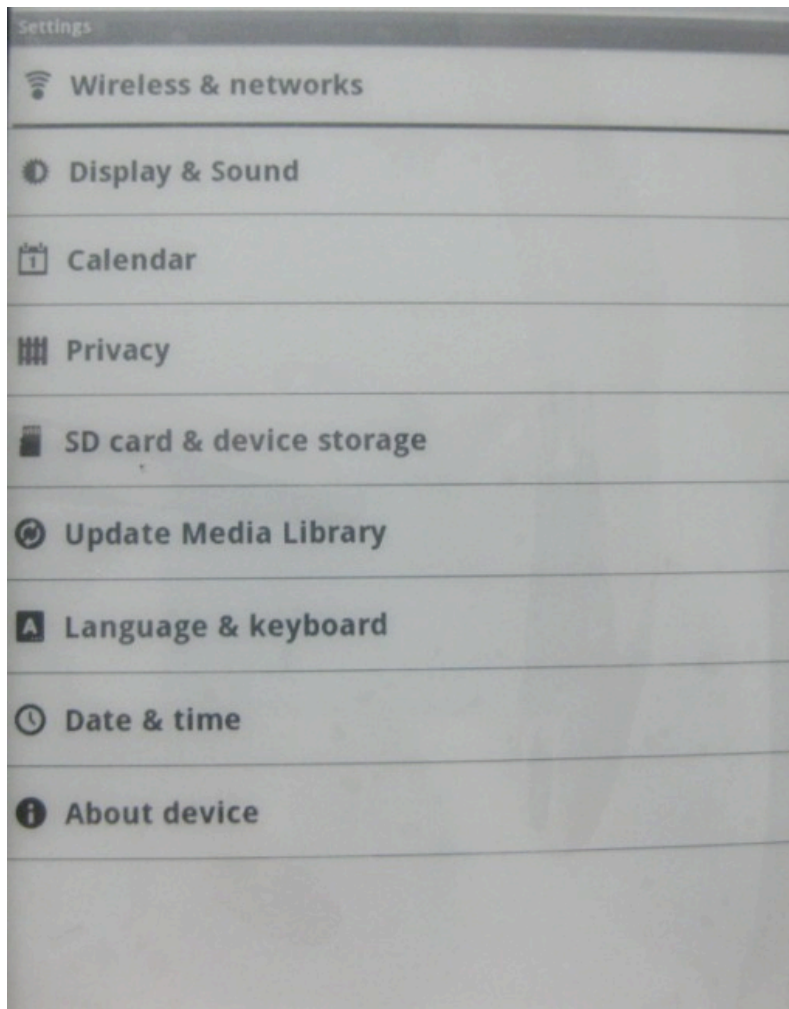 Settings
Wireless & networks
Display & Sound
1
Calendar
Privacy
SD card & device storage
Update Media Library
A
Language & keyboard
Date & time
About device